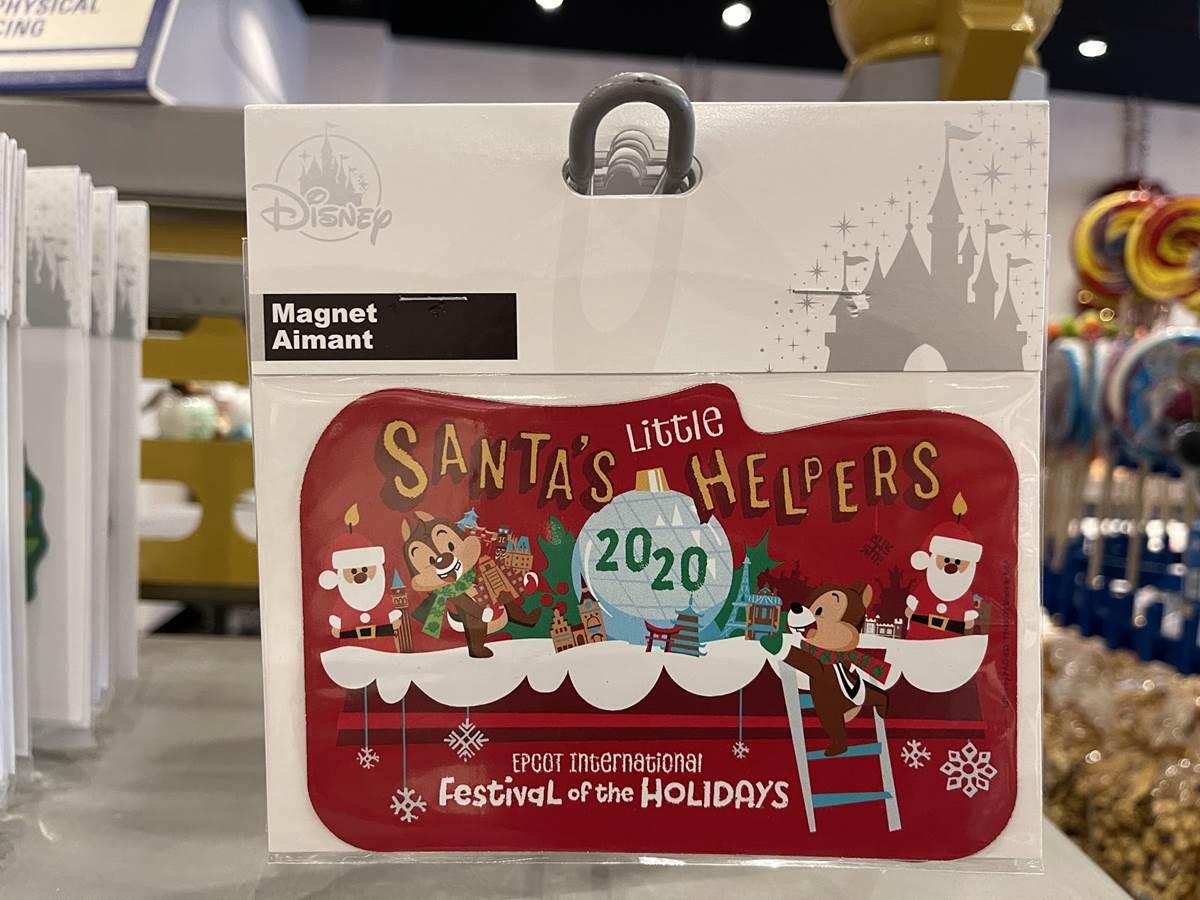 PHYSICAL
CING
Disney
Magnet
Aimant
SANTA'S Little HELPERS
2020
EPCOT International
Festival of the HOLIDAYS